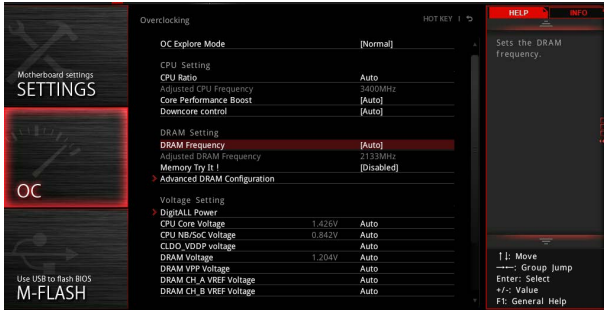 Overclocking
HOT KEY |
HELP
INFO
OC Explore Mode [Normal]
CPU Setting
CPU Ratio Auto
Adjusted CPU Frequency 3400MHz
Core Performance Boost [Auto]
Downcore control [Auto]
DRAM Setting
DRAM Frequency [Auto]
Adjusted DRAM Frequency 2133MHz
Memory Try It ! [Disabled]
Advanced DRAM Configuration
Voltage Setting
DigitALL Power
CPU Core Voltage 1.426V Auto
CPU NB/SoC Voltage 0.842V Auto
CLDO_VDDP voltage Auto
DRAM Voltage 1.204V Auto
DRAM VPP Voltage Auto
DRAM CH_A VREF Voltage Auto
DRAM CH_B VREF Voltage Auto
Motherboard settings
SETTINGS
OC
Use USB to flash BIOS
M-FLASH
Sets the DRAM
frequency.
↑↓: Move
→←: Group Jump
Enter: Select
+/-: Value
F1: General Help